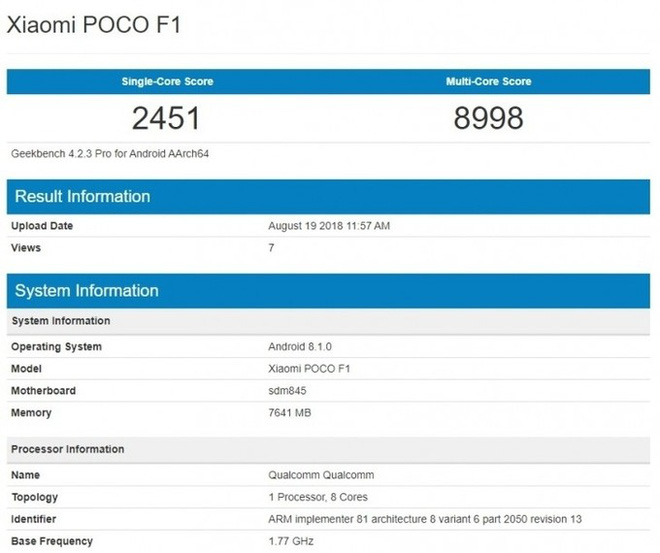 Xiaomi POCO F1
Single-Core Score Multi-Core Score
2451 8998
Geekbench 4.2.3 Pro for Android AArch64
Result Information
Upload Date August 19 2018 11:57 AM
Views 7
System Information
System Information
Operating System Android 8.1.0
Model Xiaomi POCO F1
Motherboard sdm845
Memory 7641 MB
Processor Information
Name Qualcomm Qualcomm
Topology 1 Processor, 8 Cores
Identifier ARM implementer 81 architecture 8 variant 6 part 2050 revision 13
Base Frequency 1.77 GHz